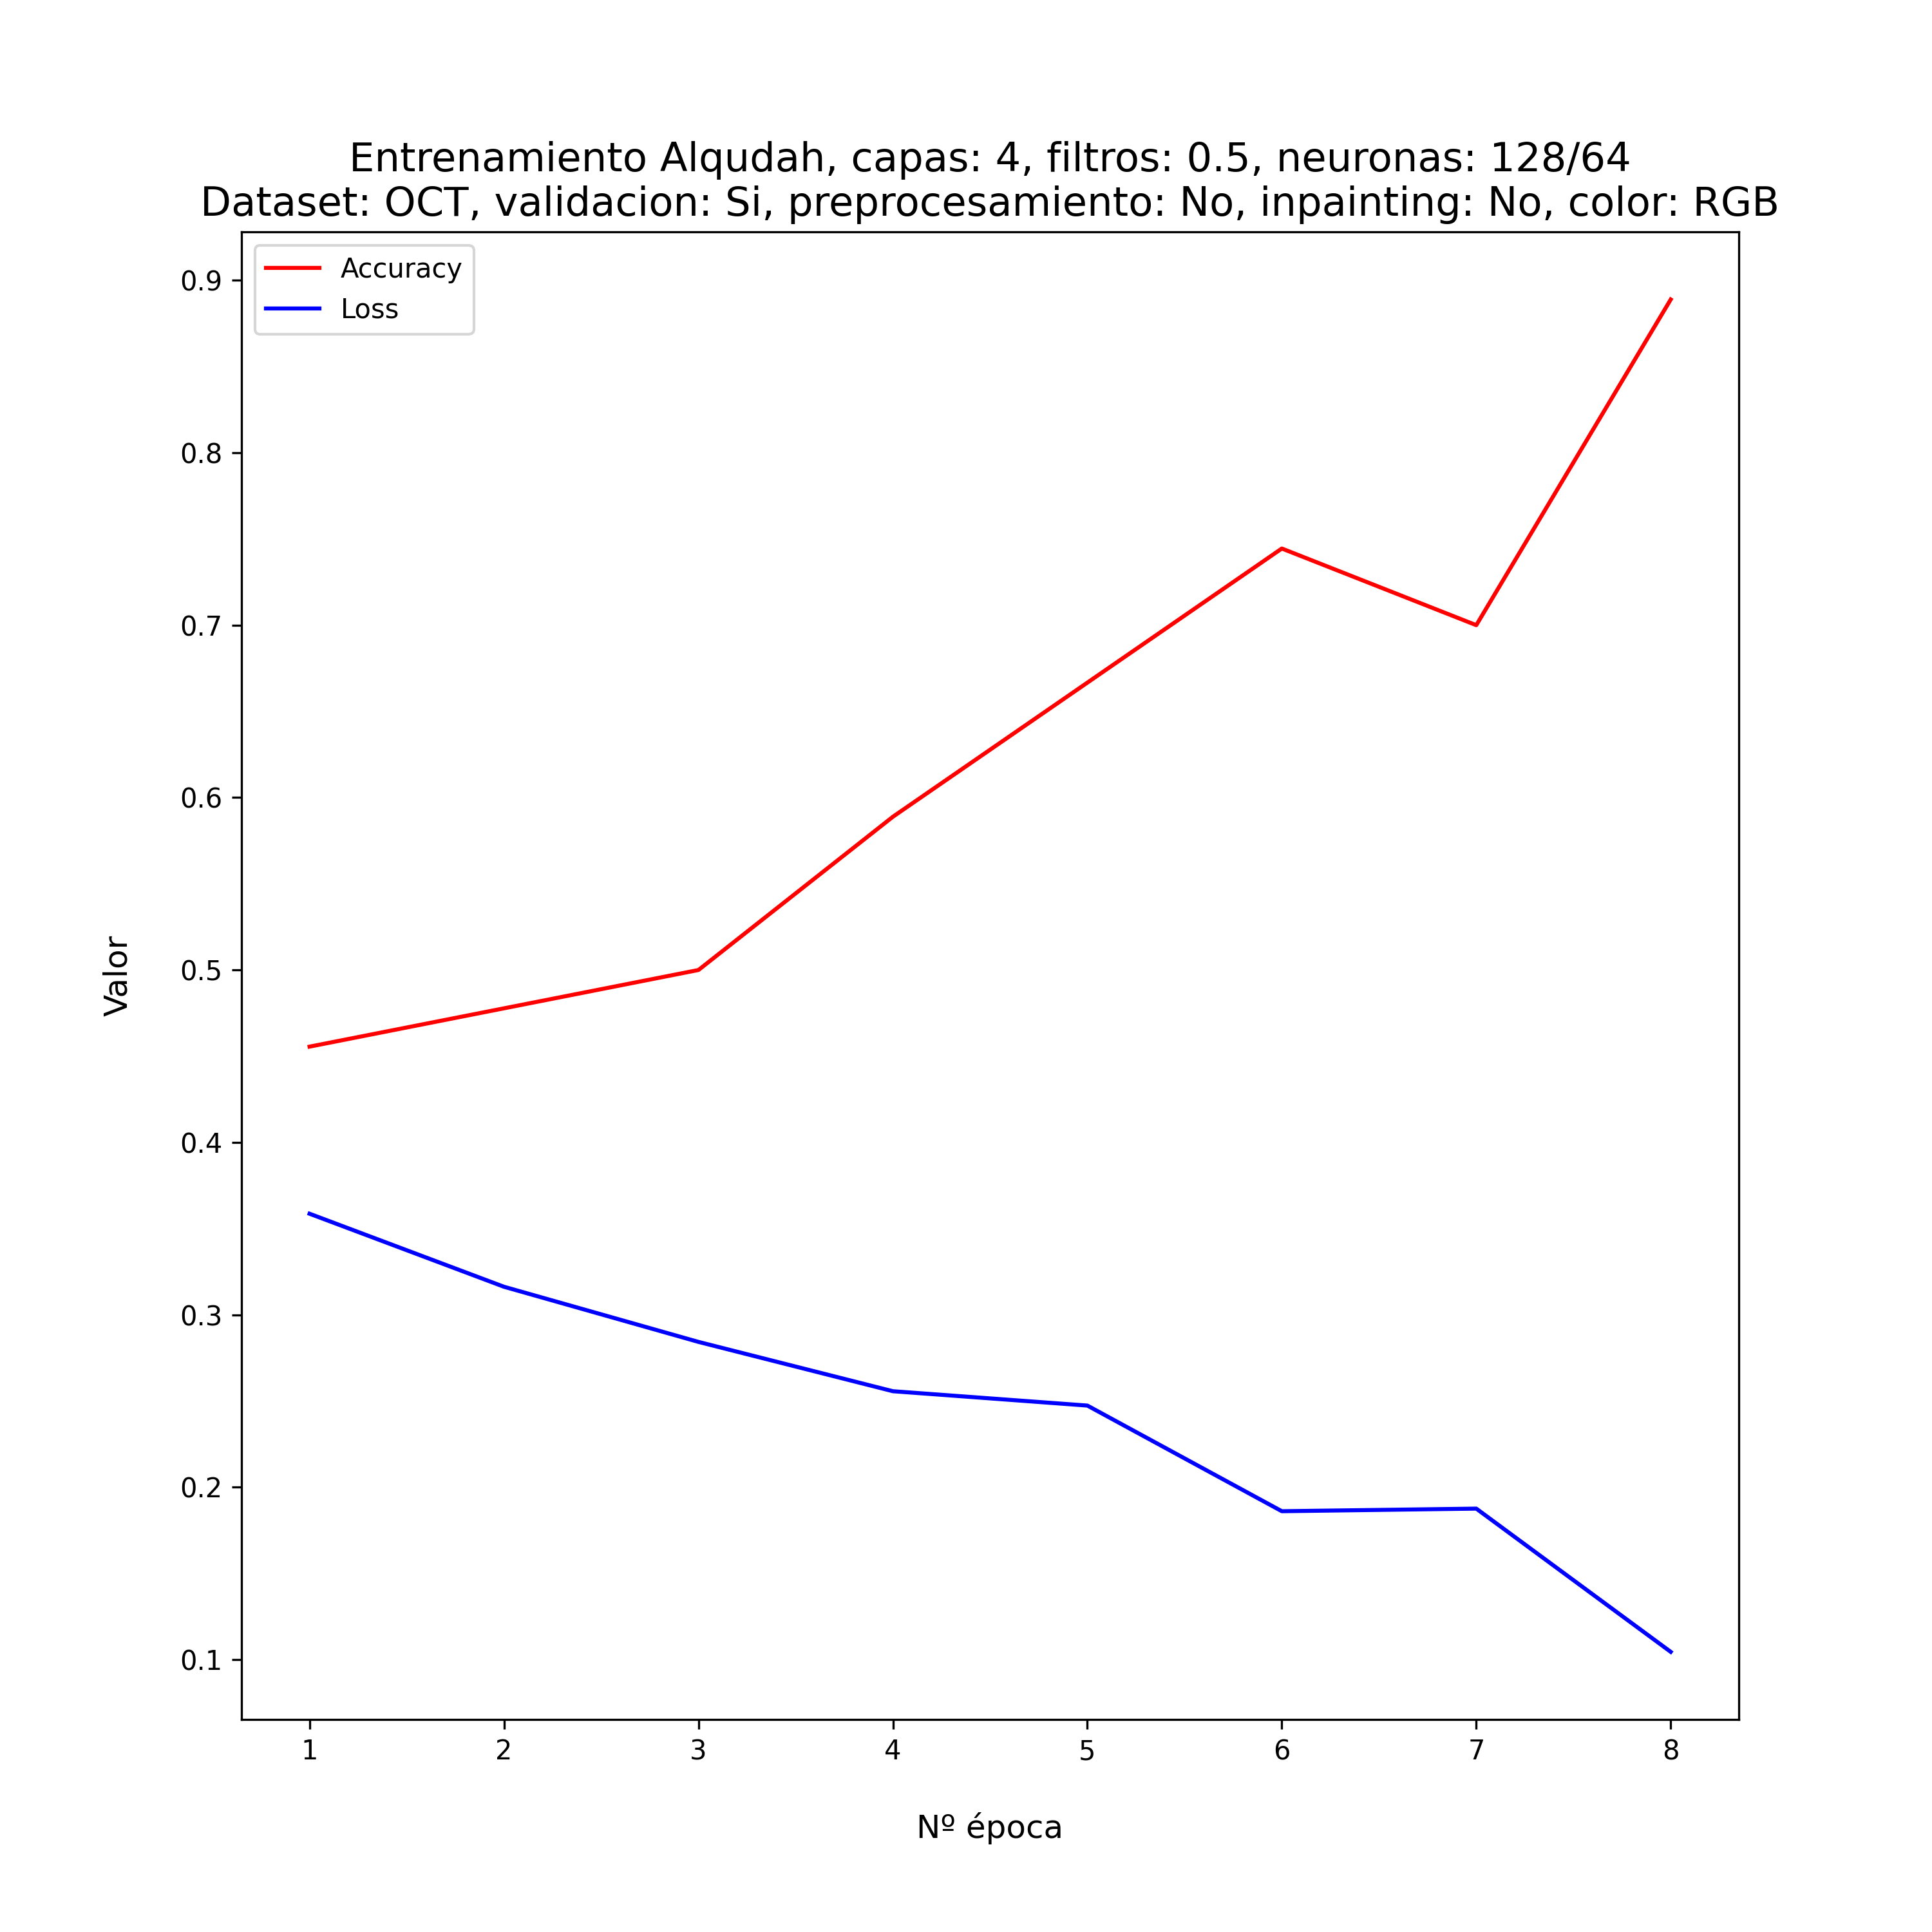 Entrenamiento Alqudah, capas: 4, filtros: 0.5, neuronas: 128/64
Dataset: OCT, validacion: Si, preprocesamiento: No, inpainting: No, color: RGB
Accuracy
Loss
0.9
0.8
0.7
0.6
0.5
0.4
0.3
0.2
0.1
Valor
1 2 3 4 5 6 7 8
Nº época